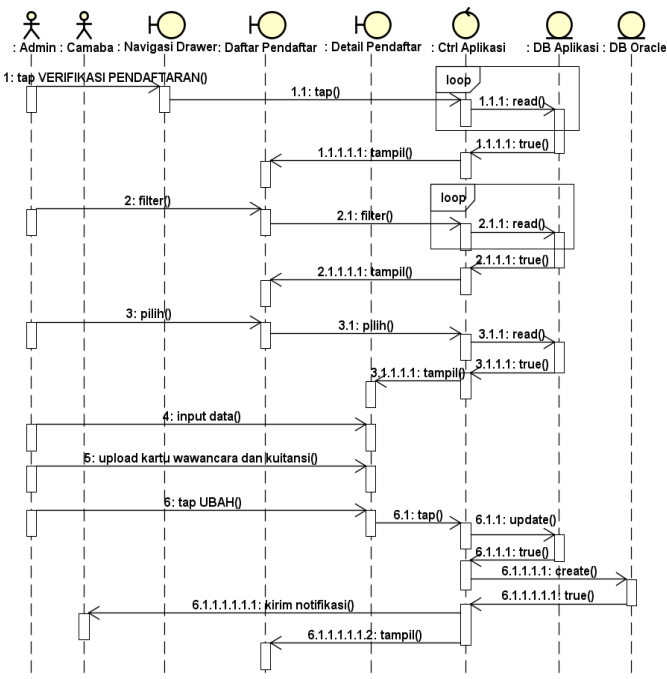 : Admin : Camaba : Navigasi Drawer : Daftar Pendaftar : Detail Pendaftar : Ctrl Aplikasi : DB Aplikasi : DB Oracle
1: tap VERIFIKASI PENDAFTARAN()
loop
1.1: tap()
1.1.1: read()
1.1.1.1: true()
1.1.1.1.1: tampil()
loop
2: filter()
2.1: filter()
2.1.1: read()
2.1.1.1: true()
2.1.1.1.1: tampil()
3: pilih()
3.1: pilih()
3.1.1: read()
3.1.1.1: true()
3.1.1.1.1: tampil()
4: input data()
5: upload kartu wawancara dan kuitansi()
6: tap UBAH()
6.1: tap()
6.1.1: update()
6.1.1.1: true()
6.1.1.1.1: create()
6.1.1.1.1.1: true()
6.1.1.1.1.1.1: kirim notifikasi()
6.1.1.1.1.1.2: tampil()